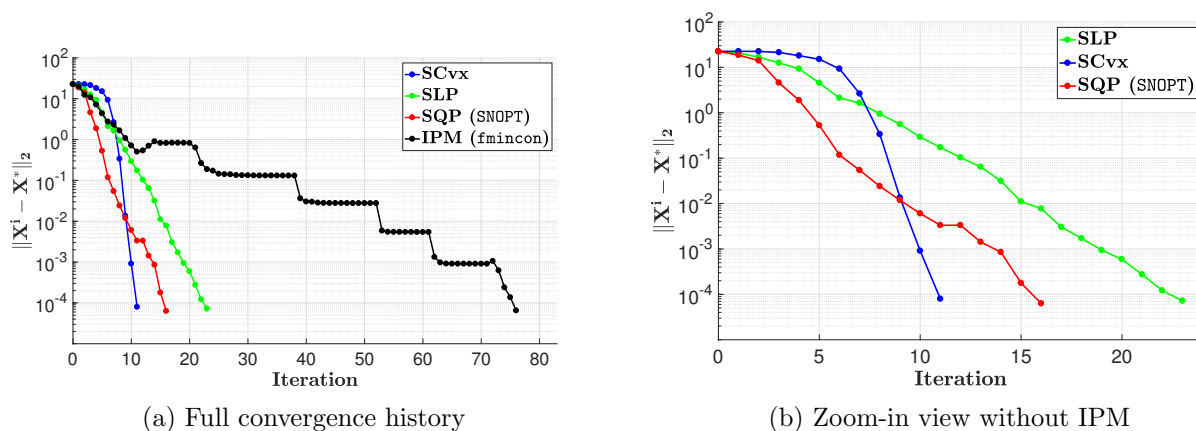 10^2
10^1
10^0
10^-1
10^-2
10^-3
10^-4
‖X^i − X^*‖_2
0 10 20 30 40 50 60 70 80
Iteration
SCvx
SLP
SQP (SNOPT)
IPM (fmincon)
(a) Full convergence history
10^2
10^1
10^0
10^-1
10^-2
10^-3
10^-4
‖X^i − X^*‖_2
0 5 10 15 20
Iteration
SLP
SCvx
SQP (SNOPT)
(b) Zoom-in view without IPM